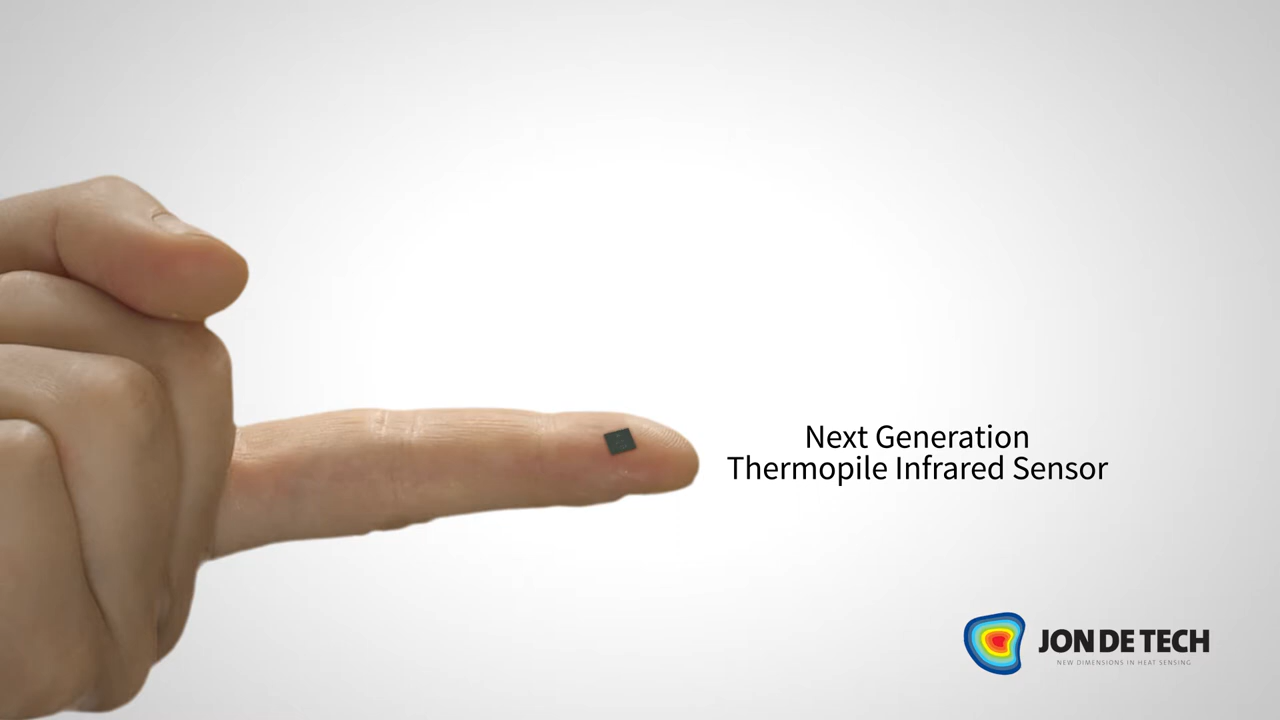 Next Generation
Thermopile Infrared Sensor
JON DE TECH
NEW DIMENSIONS IN HEAT SENSING